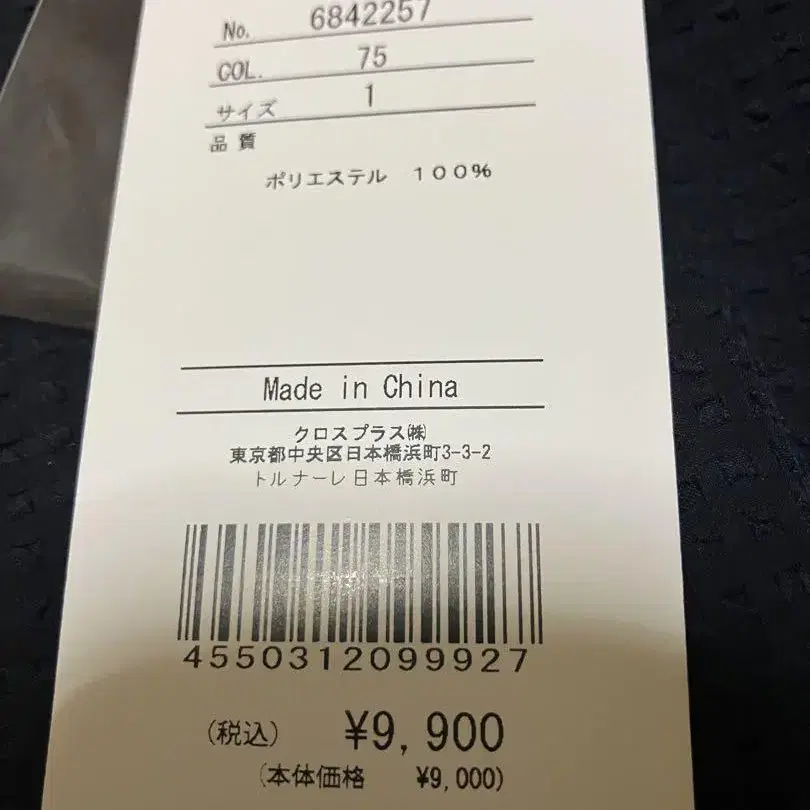 No. 6842257
COL. 75
サイズ 1
品質
ポリエステル 100%
Made in China
クロスプラス㈱
東京都中央区日本橋浜町3-3-2
トルナーレ日本橋浜町
4550312099927
(税込) ¥9,900
(本体価格 ¥9,000)